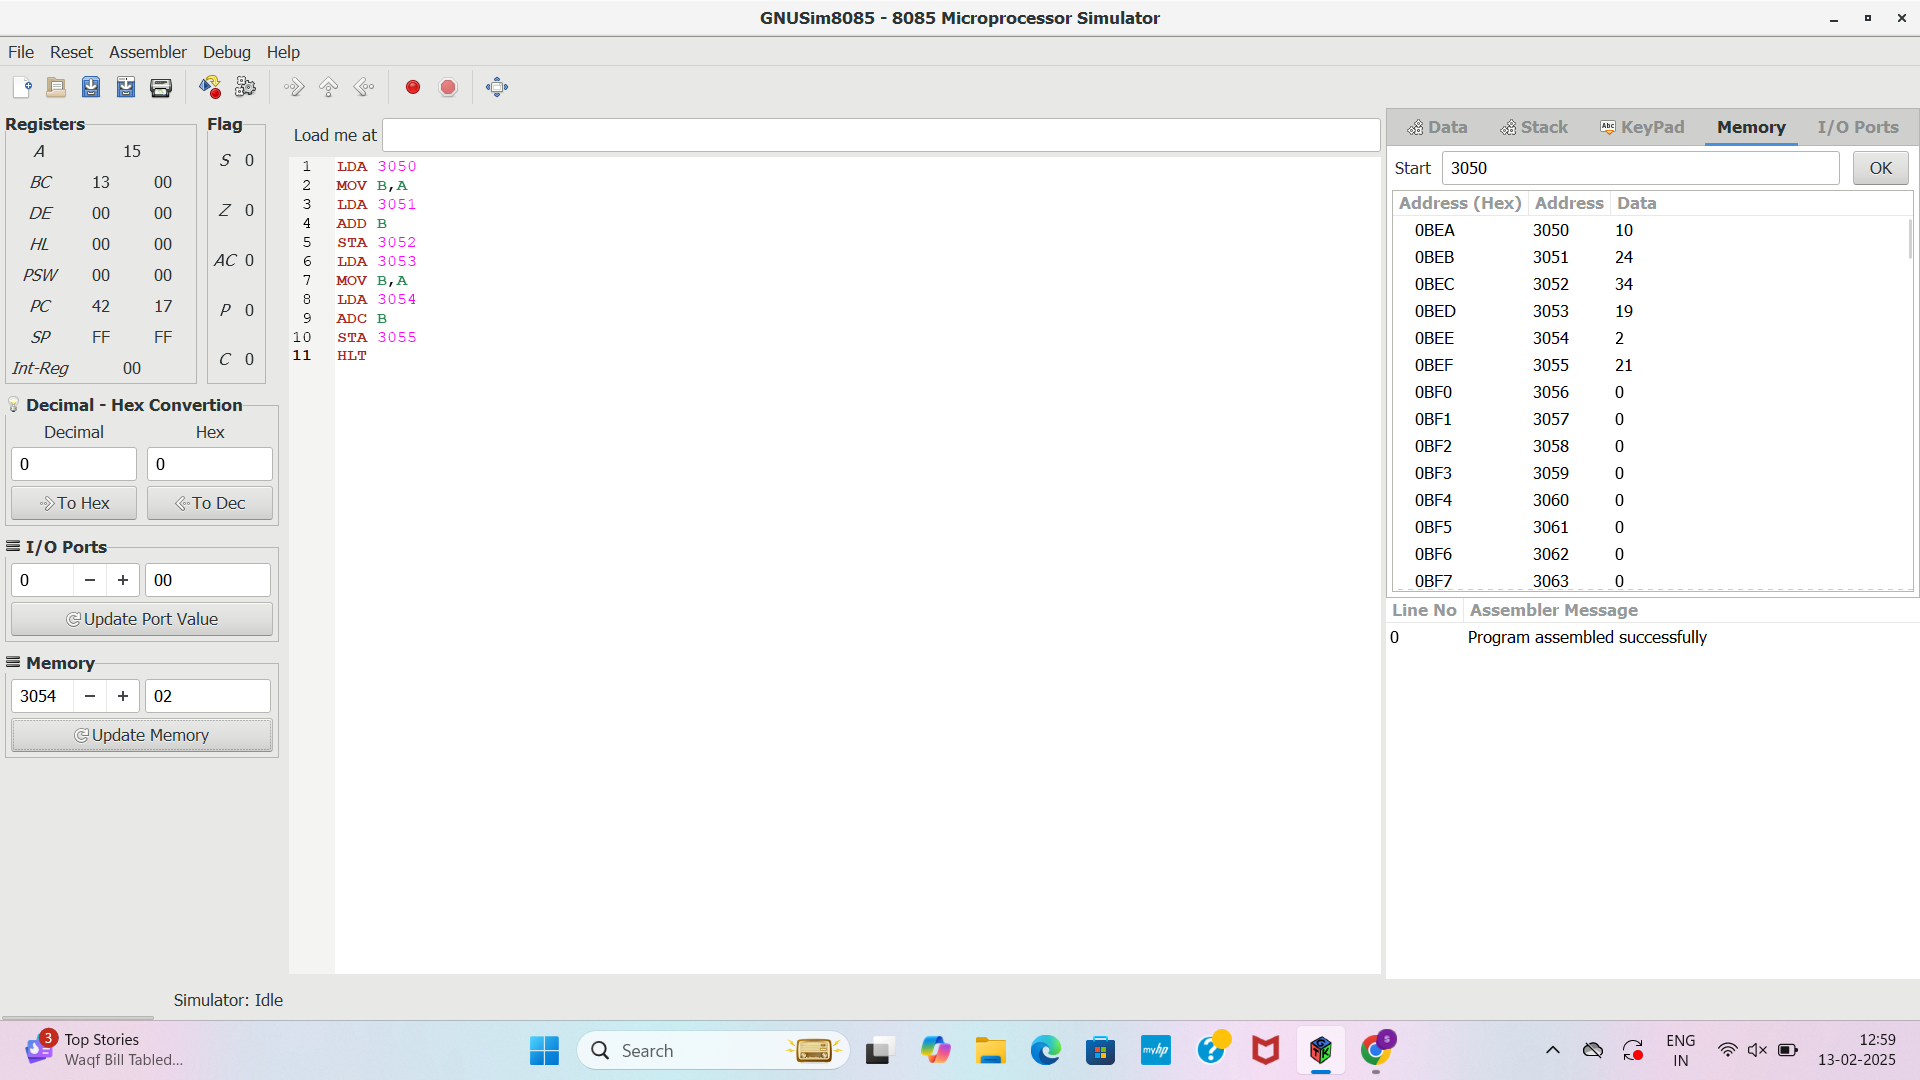 GNUSim8085 - 8085 Microprocessor Simulator
File Reset Assembler Debug Help
Registers
A 15
BC 13 00
DE 00 00
HL 00 00
PSW 00 00
PC 42 17
SP FF FF
Int-Reg 00
Flag
S 0
Z 0
AC 0
P 0
C 0
Decimal - Hex Convertion
Decimal Hex
0 0
To Hex To Dec
I/O Ports
0 − + 00
Update Port Value
Memory
3054 − + 02
Update Memory
Load me at
1 LDA 3050
2 MOV B,A
3 LDA 3051
4 ADD B
5 STA 3052
6 LDA 3053
7 MOV B,A
8 LDA 3054
9 ADC B
10 STA 3055
11 HLT
Data Stack Abc KeyPad Memory I/O Ports
Start 3050 OK
Address (Hex) Address Data
0BEA 3050 10
0BEB 3051 24
0BEC 3052 34
0BED 3053 19
0BEE 3054 2
0BEF 3055 21
0BF0 3056 0
0BF1 3057 0
0BF2 3058 0
0BF3 3059 0
0BF4 3060 0
0BF5 3061 0
0BF6 3062 0
0BF7 3063 0
Line No Assembler Message
0 Program assembled successfully
Simulator: Idle
3 Top Stories
Waqf Bill Tabled...
Search
myhp
ENG
IN
12:59
13-02-2025